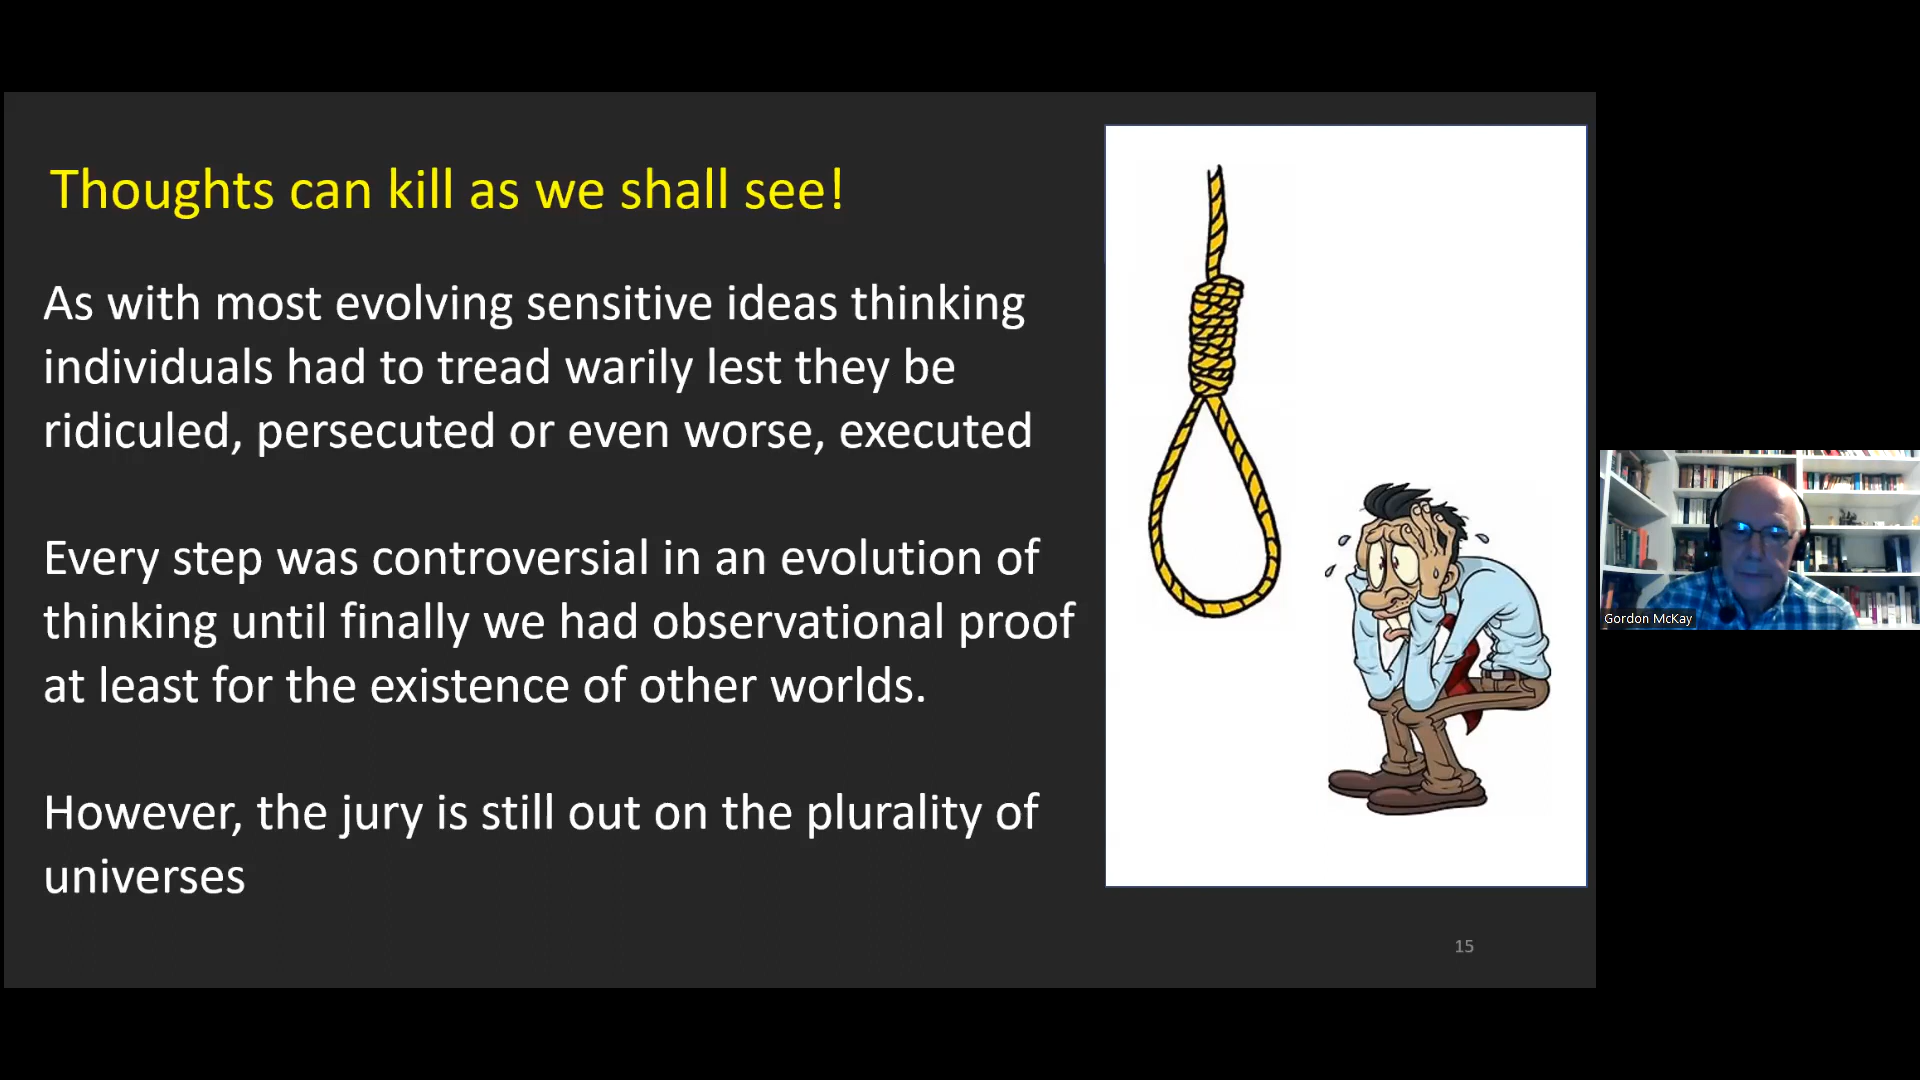 Thoughts can kill as we shall see!
As with most evolving sensitive ideas thinking
individuals had to tread warily lest they be
ridiculed, persecuted or even worse, executed
Every step was controversial in an evolution of
thinking until finally we had observational proof
at least for the existence of other worlds.
However, the jury is still out on the plurality of
universes
15
Gordon McKay